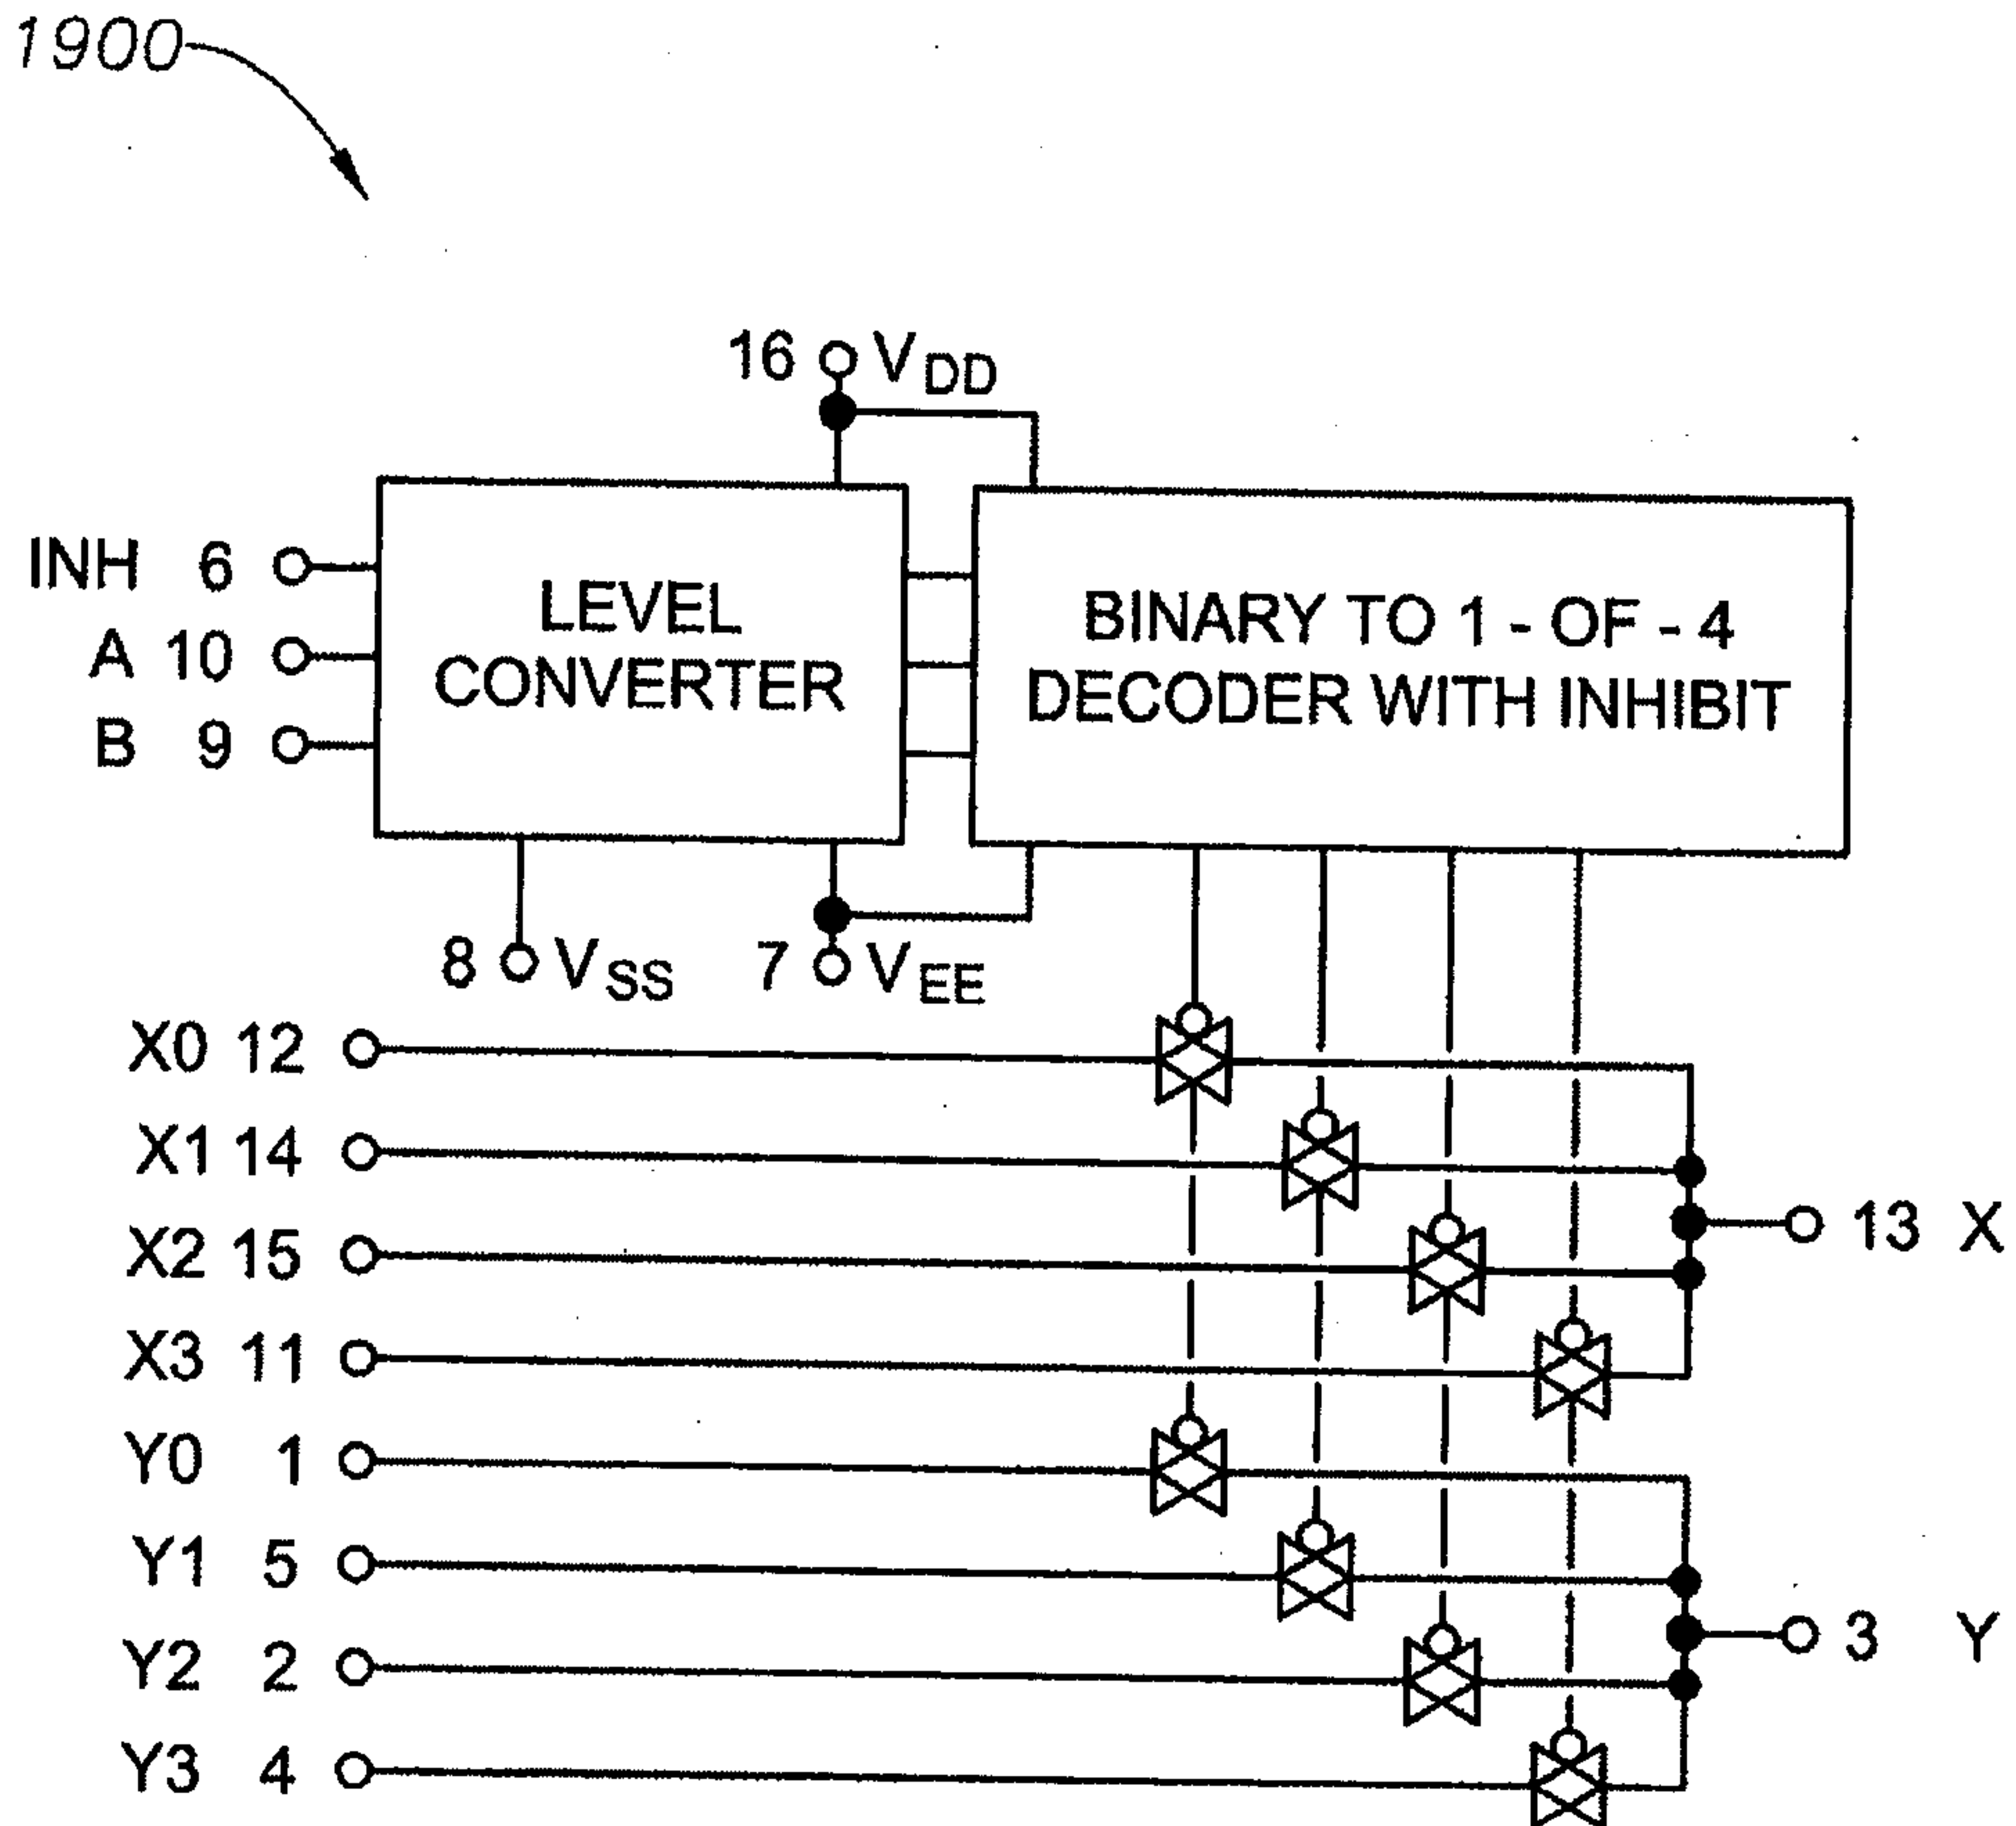 1900
16 VDD
INH 6
A 10
B 9
LEVEL
CONVERTER
BINARY TO 1 - OF - 4
DECODER WITH INHIBIT
8 VSS
7 VEE
X0 12
X1 14
X2 15
X3 11
13 X
Y0 1
Y1 5
Y2 2
Y3 4
3 Y